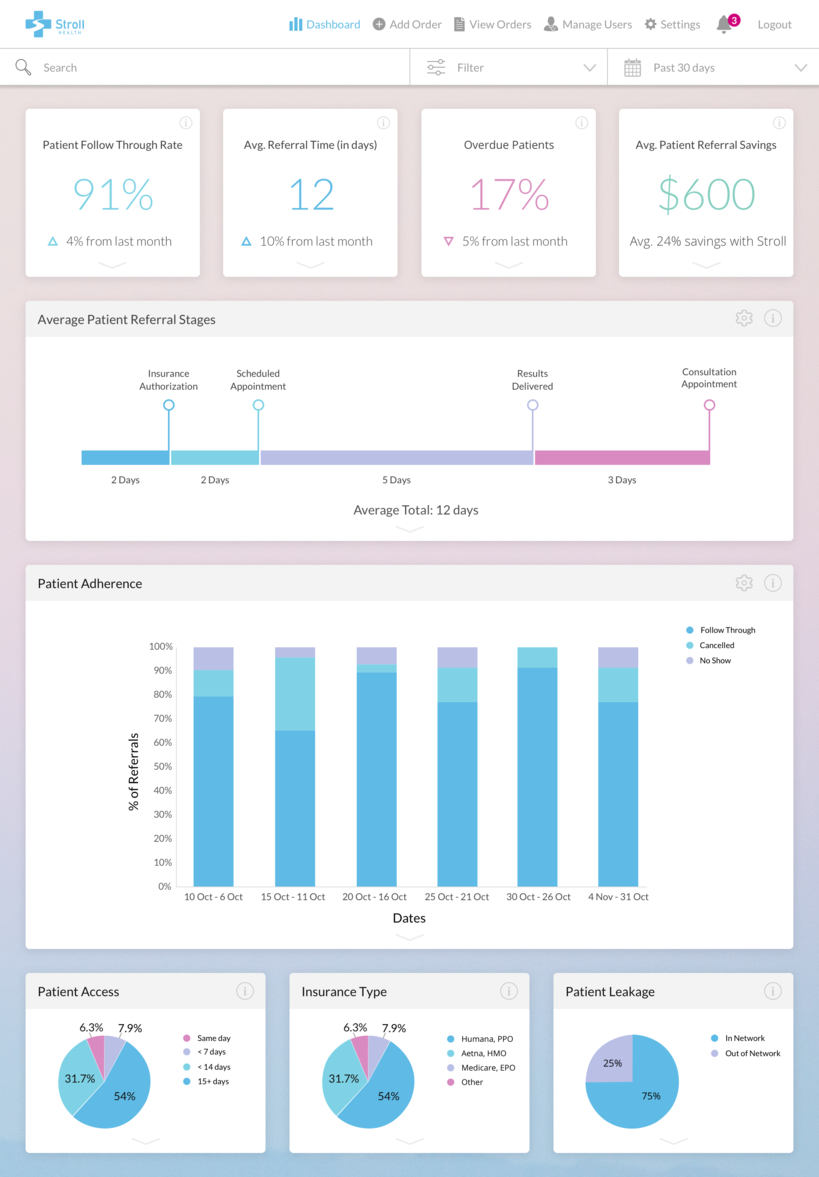 Stroll
HEALTH
Dashboard
Add Order
View Orders
Manage Users
Settings
3
Logout
Search
Filter
Past 30 days
Patient Follow Through Rate
91%
4% from last month
Avg. Referral Time (in days)
12
10% from last month
Overdue Patients
17%
5% from last month
Avg. Patient Referral Savings
$600
Avg. 24% savings with Stroll
Average Patient Referral Stages
Insurance
Authorization
Scheduled
Appointment
Results
Delivered
Consultation
Appointment
2 Days
2 Days
5 Days
3 Days
Average Total: 12 days
Patient Adherence
Follow Through
Cancelled
No Show
% of Referrals
100%
90%
80%
70%
60%
50%
40%
30%
20%
10%
0%
10 Oct - 6 Oct
15 Oct - 11 Oct
20 Oct - 16 Oct
25 Oct - 21 Oct
30 Oct - 26 Oct
4 Nov - 31 Oct
Dates
Patient Access
6.3%
7.9%
31.7%
54%
Same day
< 7 days
< 14 days
15+ days
Insurance Type
6.3%
7.9%
31.7%
54%
Humana, PPO
Aetna, HMO
Medicare, EPO
Other
Patient Leakage
25%
75%
In Network
Out of Network